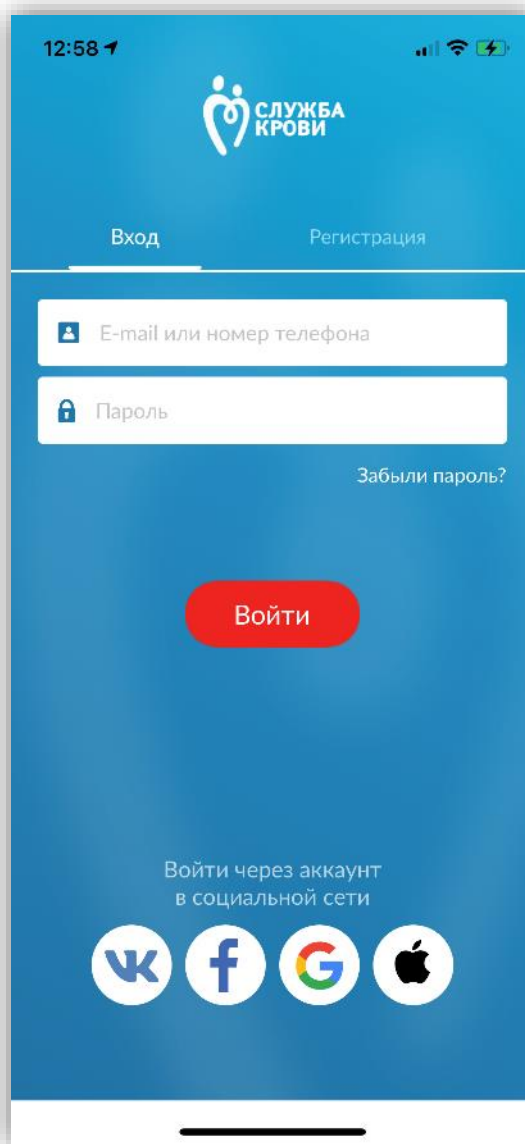 12:58
СЛУЖБА
КРОВИ
Вход
Регистрация
E-mail или номер телефона
Пароль
Забыли пароль?
Войти
Войти через аккаунт
в социальной сети